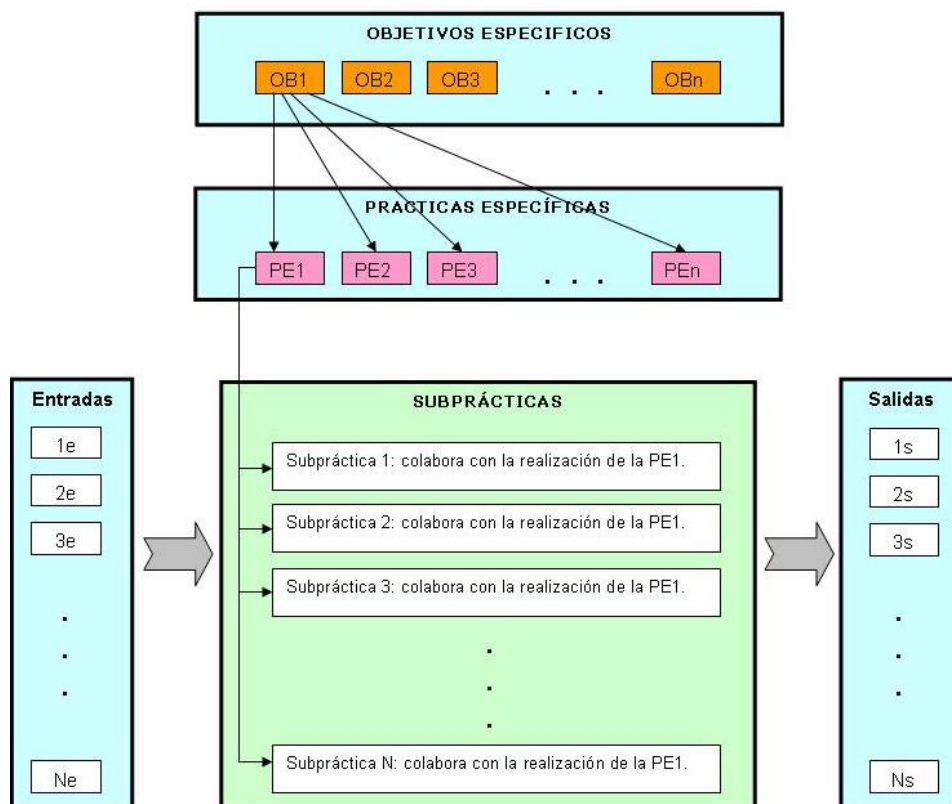 OBJETIVOS ESPECIFICOS
OB1 OB2 OB3 . . . OBn
PRACTICAS ESPECÍFICAS
PE1 PE2 PE3 . . . PEn
Entradas
1e
2e
3e
.
.
.
Ne
SUBPRÁCTICAS
Subpráctica 1: colabora con la realización de la PE1.
Subpráctica 2: colabora con la realización de la PE1.
Subpráctica 3: colabora con la realización de la PE1.
.
.
.
Subpráctica N: colabora con la realización de la PE1.
Salidas
1s
2s
3s
.
.
.
Ns